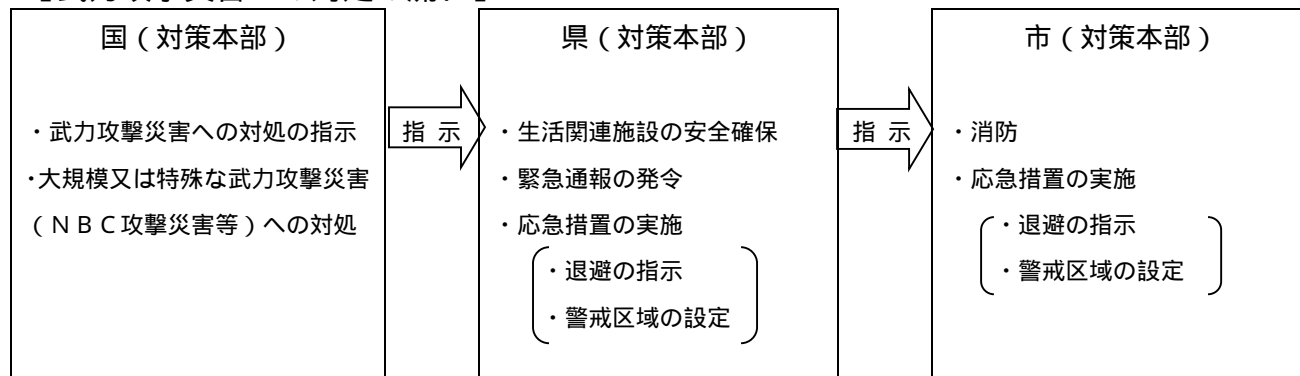 国(対策本部)
・武力攻撃災害への対処の指示
・大規模又は特殊な武力攻撃災害
(NBC攻撃災害等)への対処
指 示
県(対策本部)
・生活関連施設の安全確保
・緊急通報の発令
・応急措置の実施
・退避の指示
・警戒区域の設定
指 示
市(対策本部)
・消防
・応急措置の実施
・退避の指示
・警戒区域の設定